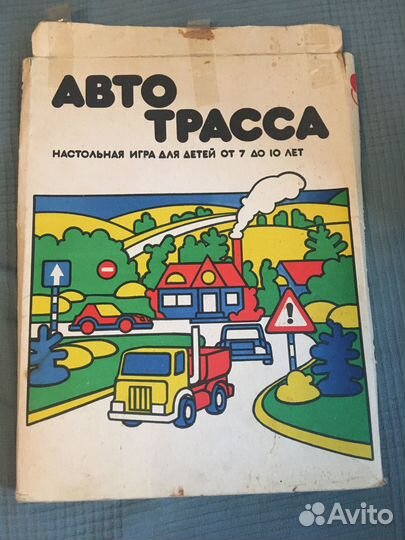 АВТО
ТРАССА
НАСТОЛЬНАЯ ИГРА ДЛЯ ДЕТЕЙ ОТ 7 ДО 10 ЛЕТ
!
Avito